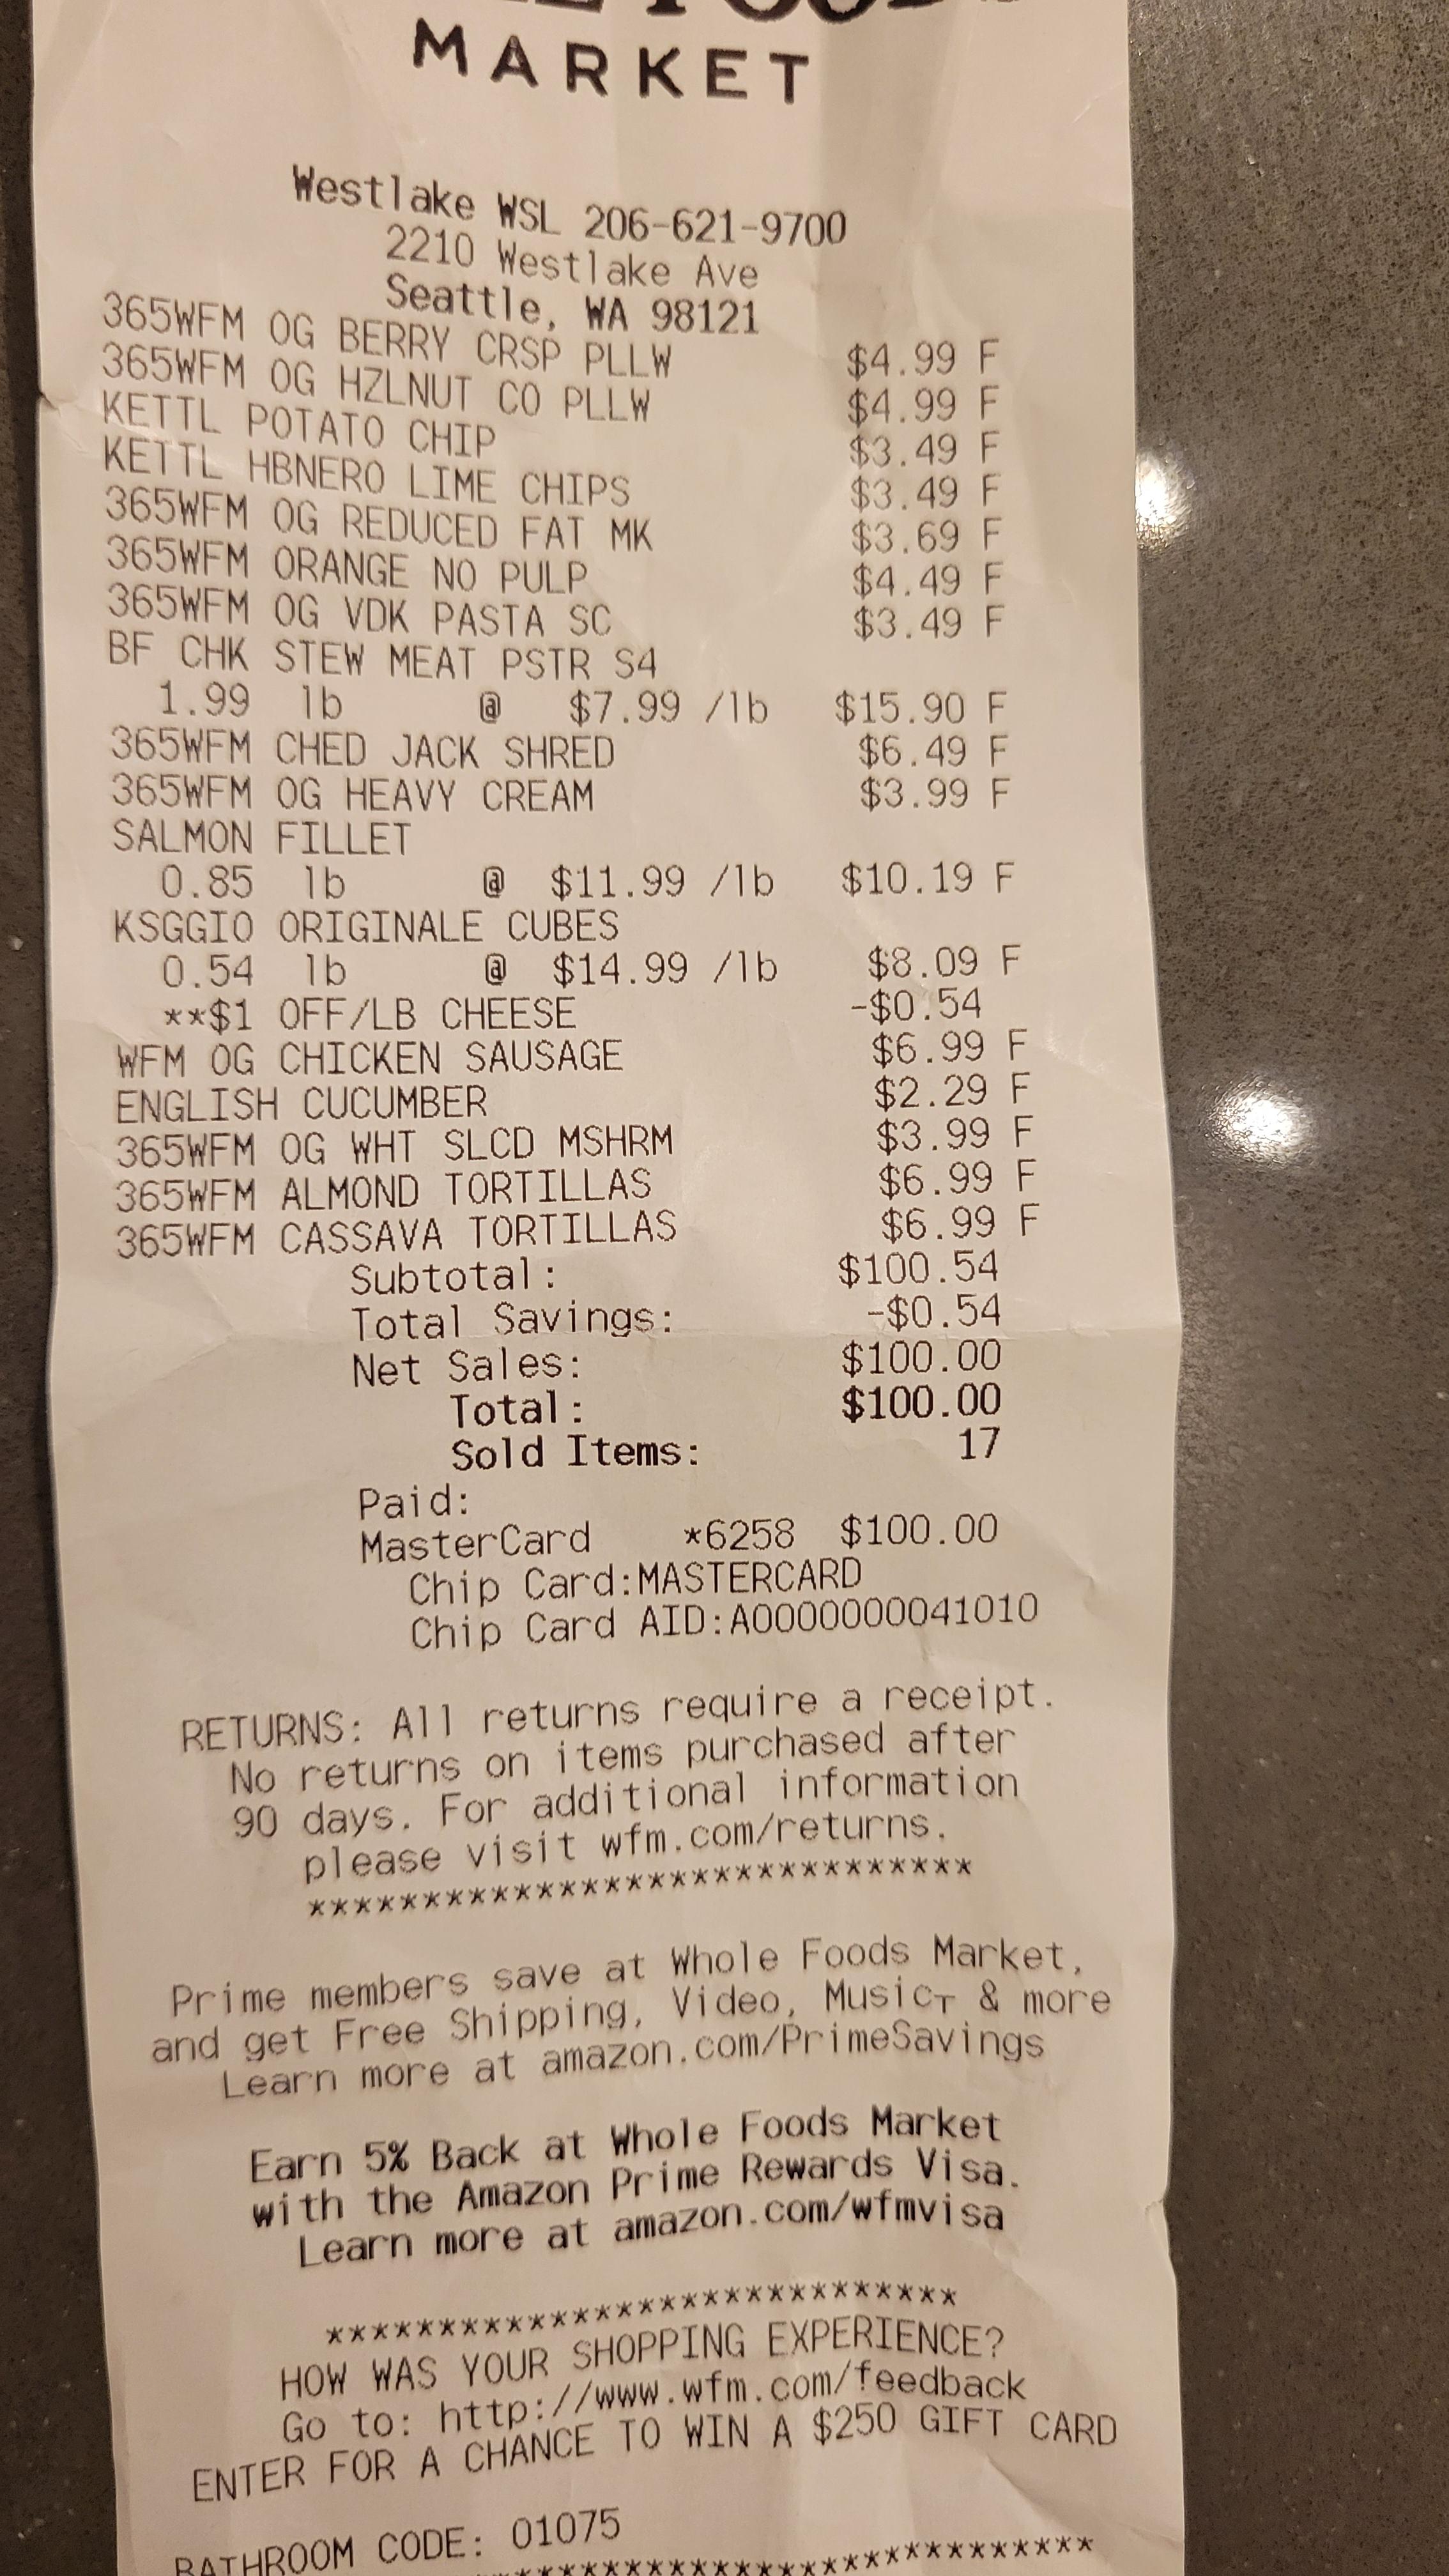 MARKET
Westlake WSL 206-621-9700
2210 Westlake Ave
Seattle, WA 98121
365WFM OG BERRY CRSP PLLW $4.99 F
365WFM OG HZLNUT CO PLLW $4.99 F
KETTL POTATO CHIP $3.49 F
KETTL HBNERO LIME CHIPS $3.49 F
365WFM OG REDUCED FAT MK $3.69 F
365WFM ORANGE NO PULP $4.49 F
365WFM OG VDK PASTA SC $3.49 F
BF CHK STEW MEAT PSTR S4
1.99 lb @ $7.99 /lb $15.90 F
365WFM CHED JACK SHRED $6.49 F
365WFM OG HEAVY CREAM $3.99 F
SALMON FILLET
0.85 lb @ $11.99 /lb $10.19 F
KSGGIO ORIGINALE CUBES
0.54 lb @ $14.99 /lb $8.09 F
**$1 OFF/LB CHEESE -$0.54
WFM OG CHICKEN SAUSAGE $6.99 F
ENGLISH CUCUMBER $2.29 F
365WFM OG WHT SLCD MSHRM $3.99 F
365WFM ALMOND TORTILLAS $6.99 F
365WFM CASSAVA TORTILLAS $6.99 F
Subtotal: $100.54
Total Savings: -$0.54
Net Sales: $100.00
Total: $100.00
Sold Items: 17
Paid:
MasterCard *6258 $100.00
Chip Card:MASTERCARD
Chip Card AID:A0000000041010
RETURNS: All returns require a receipt.
No returns on items purchased after
90 days. For additional information
please visit wfm.com/returns.
*****************************
Prime members save at Whole Foods Market,
and get Free Shipping, Video, Musicт & more
Learn more at amazon.com/PrimeSavings
Earn 5% Back at Whole Foods Market
with the Amazon Prime Rewards Visa.
Learn more at amazon.com/wfmvisa
****************************
HOW WAS YOUR SHOPPING EXPERIENCE?
Go to: http://www.wfm.com/feedback
ENTER FOR A CHANCE TO WIN A $250 GIFT CARD
BATHROOM CODE: 01075
****************************